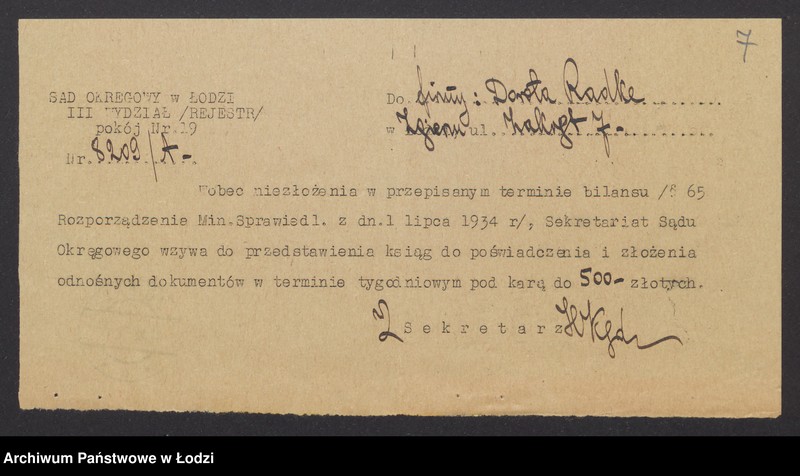 7
SĄD OKRĘGOWY w ŁODZI
III WYDZIAŁ /REJESTR/
pokój Nr.19
Nr. 8209/A-
Do firmy: Dorota Radke
w Zgierzu ul. 7-
Wobec niezłożenia w przepisanym terminie bilansu /§ 65
Rozporządzenie Min.Sprawiedl. z dn.1 lipca 1934 r/, Sekretariat Sądu
Okręgowego wzywa do przedstawienia ksiąg do poświadczenia i złożenia
odnośnych dokumentów w terminie tygodniowym pod karą do 500- złotych.
Sekretarz
Archiwum Państwowe w Łodzi